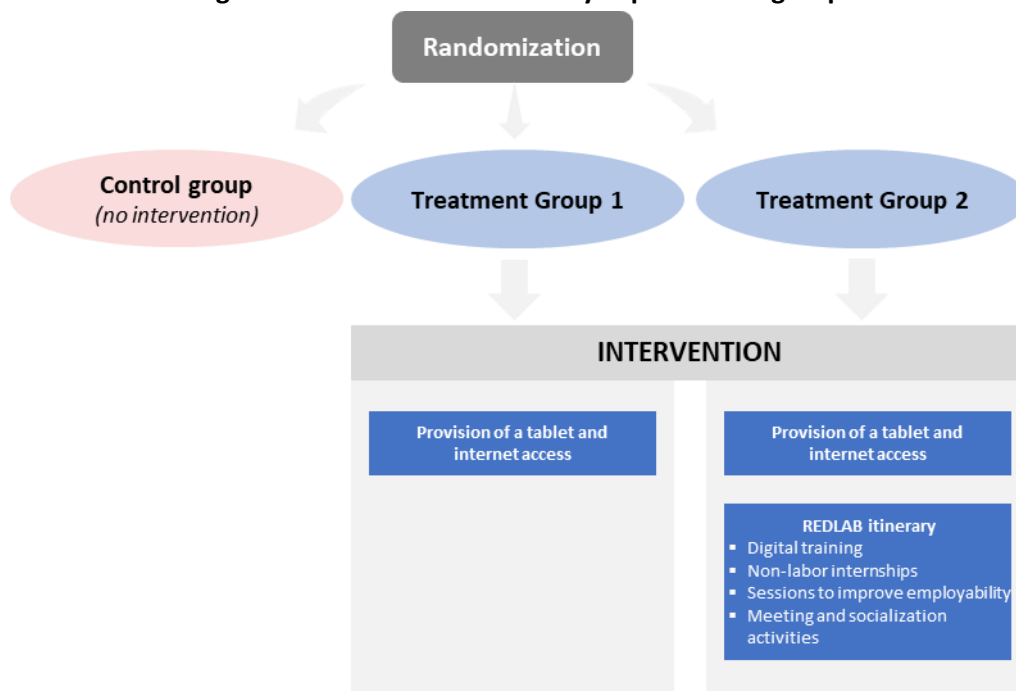 Randomization
Control group
(no intervention)
Treatment Group 1
Treatment Group 2
INTERVENTION
Provision of a tablet and
internet access
Provision of a tablet and
internet access
REDLAB itinerary
▪ Digital training
▪ Non-labor internships
▪ Sessions to improve employability
▪ Meeting and socialization
activities